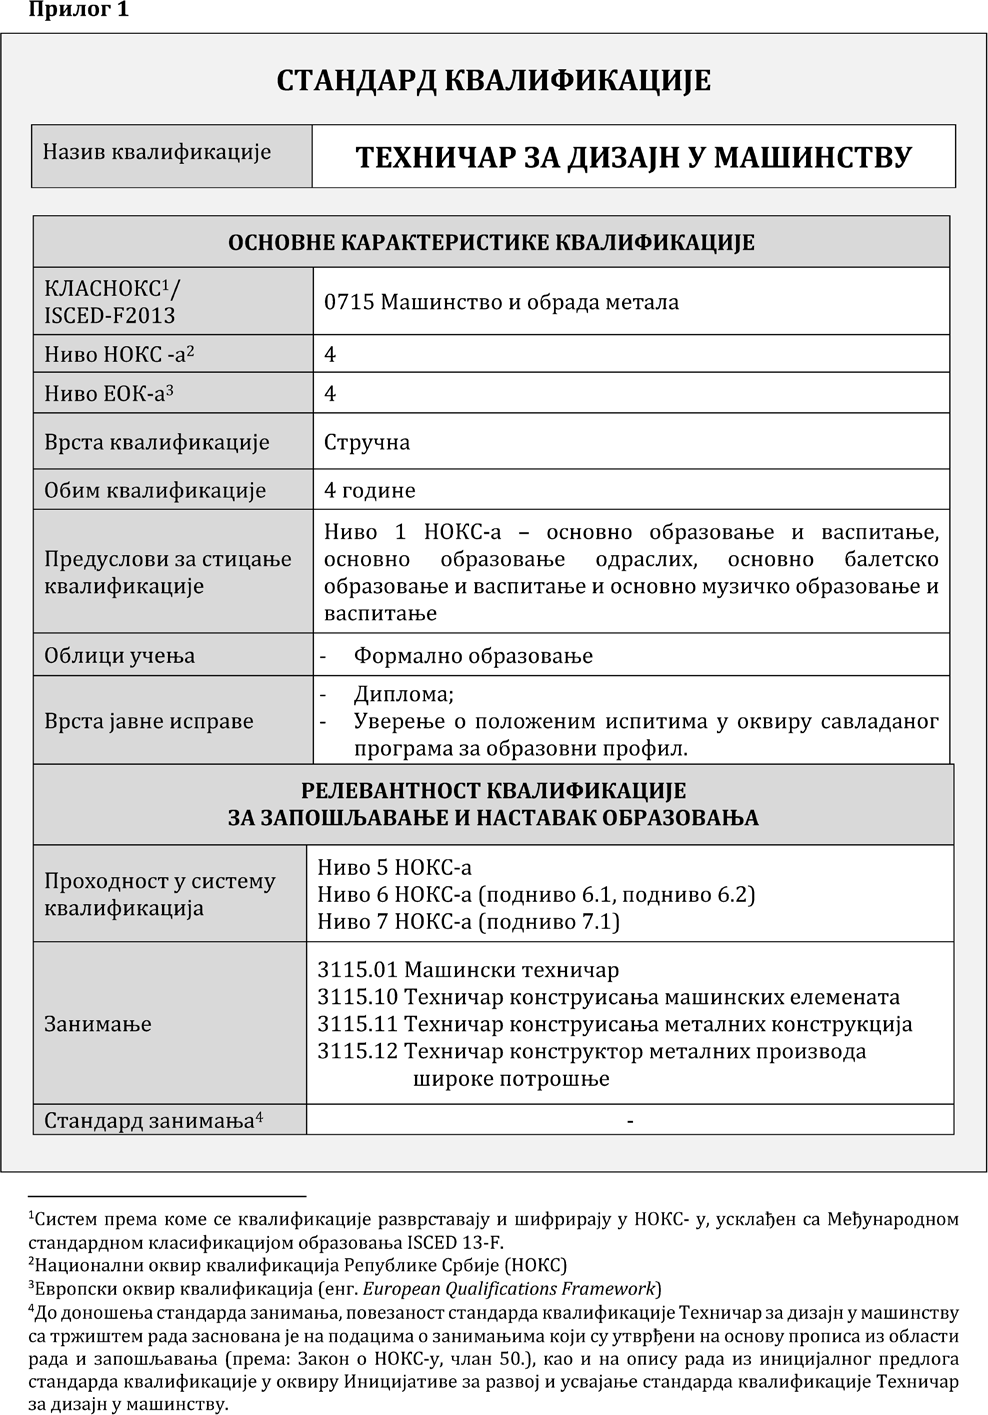 Прилог 1
СТАНДАРД КВАЛИФИКАЦИЈЕ
Назив квалификације
ТЕХНИЧАР ЗА ДИЗАЈН У МАШИНСТВУ
ОСНОВНЕ КАРАКТЕРИСТИКЕ КВАЛИФИКАЦИЈЕ
КЛАСНОКС¹/
ISCED-F2013
0715 Машинство и обрада метала
Ниво НОКС -а²
4
Ниво ЕОК-а³
4
Врста квалификације
Стручна
Обим квалификације
4 године
Предуслови за стицање
квалификације
Ниво 1 НОКС-а – основно образовање и васпитање,
основно образовање одраслих, основно балетско
образовање и васпитање и основно музичко образовање и
васпитање
Облици учења
- Формално образовање
Врста јавне исправе
- Диплома;
- Уверење о положеним испитима у оквиру савладаног
програма за образовни профил.
РЕЛЕВАНТНОСТ КВАЛИФИКАЦИЈЕ
ЗА ЗАПОШЉАВАЊЕ И НАСТАВАК ОБРАЗОВАЊА
Проходност у систему
квалификација
Ниво 5 НОКС-а
Ниво 6 НОКС-а (подниво 6.1, подниво 6.2)
Ниво 7 НОКС-а (подниво 7.1)
Занимање
3115.01 Машински техничар
3115.10 Техничар конструисања машинских елемената
3115.11 Техничар конструисања металних конструкција
3115.12 Техничар конструктор металних производа
широке потрошње
Стандард занимања⁴
-
¹Систем према коме се квалификације разврставају и шифрирају у НОКС- у, усклађен са Међународном
стандардном класификацијом образовања ISCED 13-F.
²Национални оквир квалификација Републике Србије (НОКС)
³Европски оквир квалификација (енг. European Qualifications Framework)
⁴До доношења стандарда занимања, повезаност стандарда квалификације Техничар за дизајн у машинству
са тржиштем рада заснована је на подацима о занимањима који су утврђени на основу прописа из области
рада и запошљавања (према: Закон о НОКС-у, члан 50.), као и на опису рада из иницијалног предлога
стандарда квалификације у оквиру Иницијативе за развој и усвајање стандарда квалификације Техничар
за дизајн у машинству.